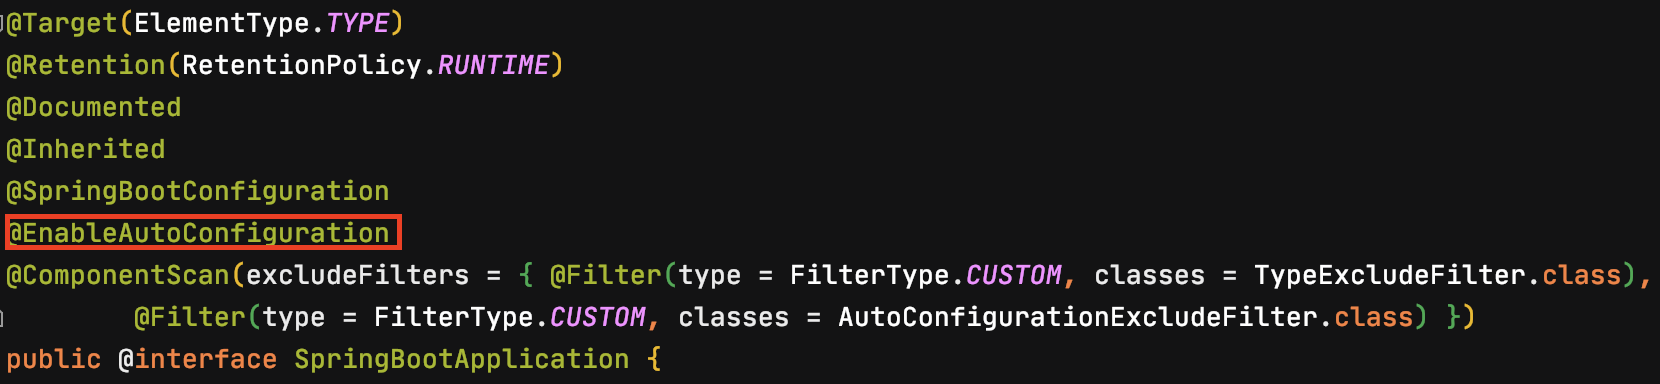 @Target(ElementType.TYPE)
@Retention(RetentionPolicy.RUNTIME)
@Documented
@Inherited
@SpringBootConfiguration
@EnableAutoConfiguration
@ComponentScan(excludeFilters = { @Filter(type = FilterType.CUSTOM, classes = TypeExcludeFilter.class),
        @Filter(type = FilterType.CUSTOM, classes = AutoConfigurationExcludeFilter.class) })
public @interface SpringBootApplication {